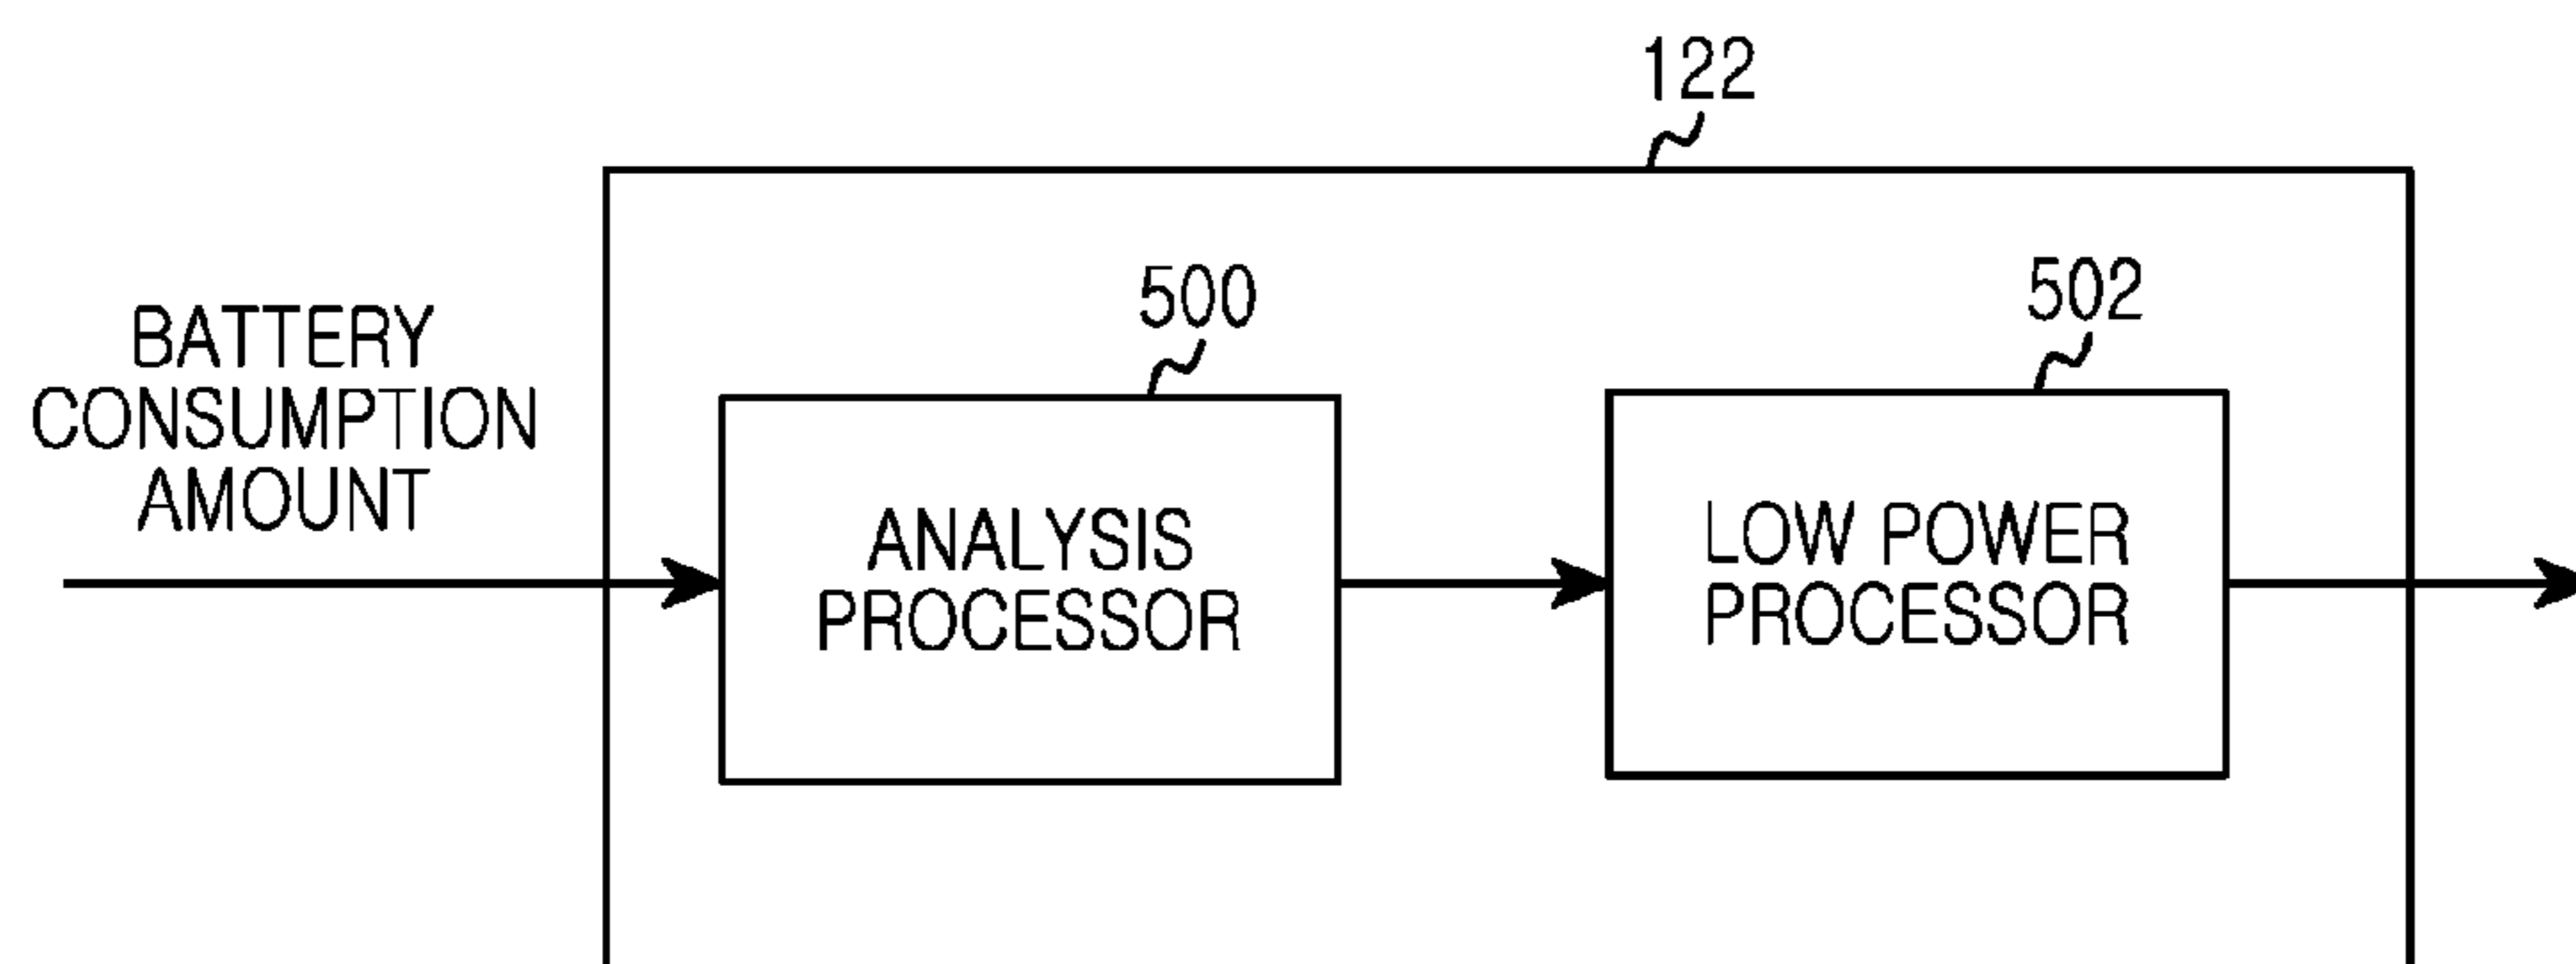 122
500
502
BATTERY
CONSUMPTION
AMOUNT
ANALYSIS
PROCESSOR
LOW POWER
PROCESSOR